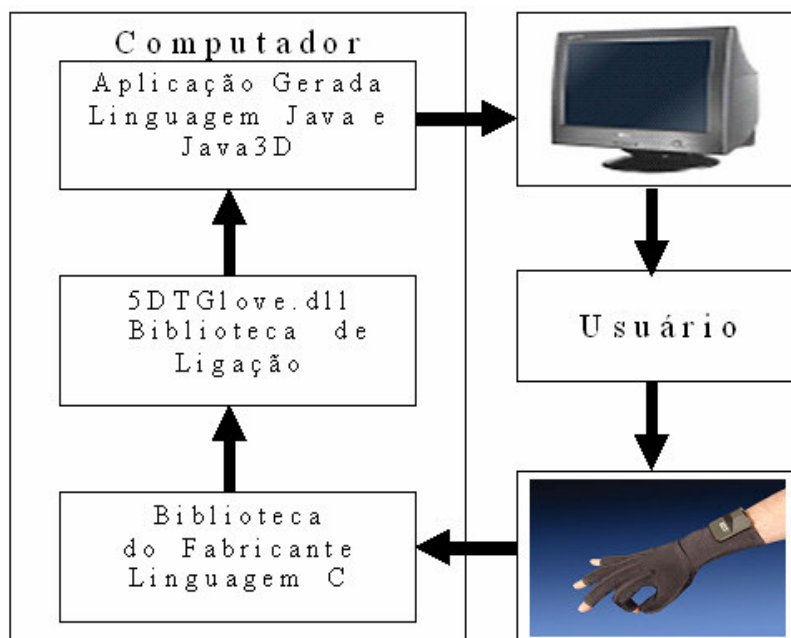 Computador
Aplicação Gerada
Linguagem Java e
Java3D
5DTGlove.dll
Biblioteca de
Ligação
Biblioteca
do Fabricante
Linguagem C
Usuário